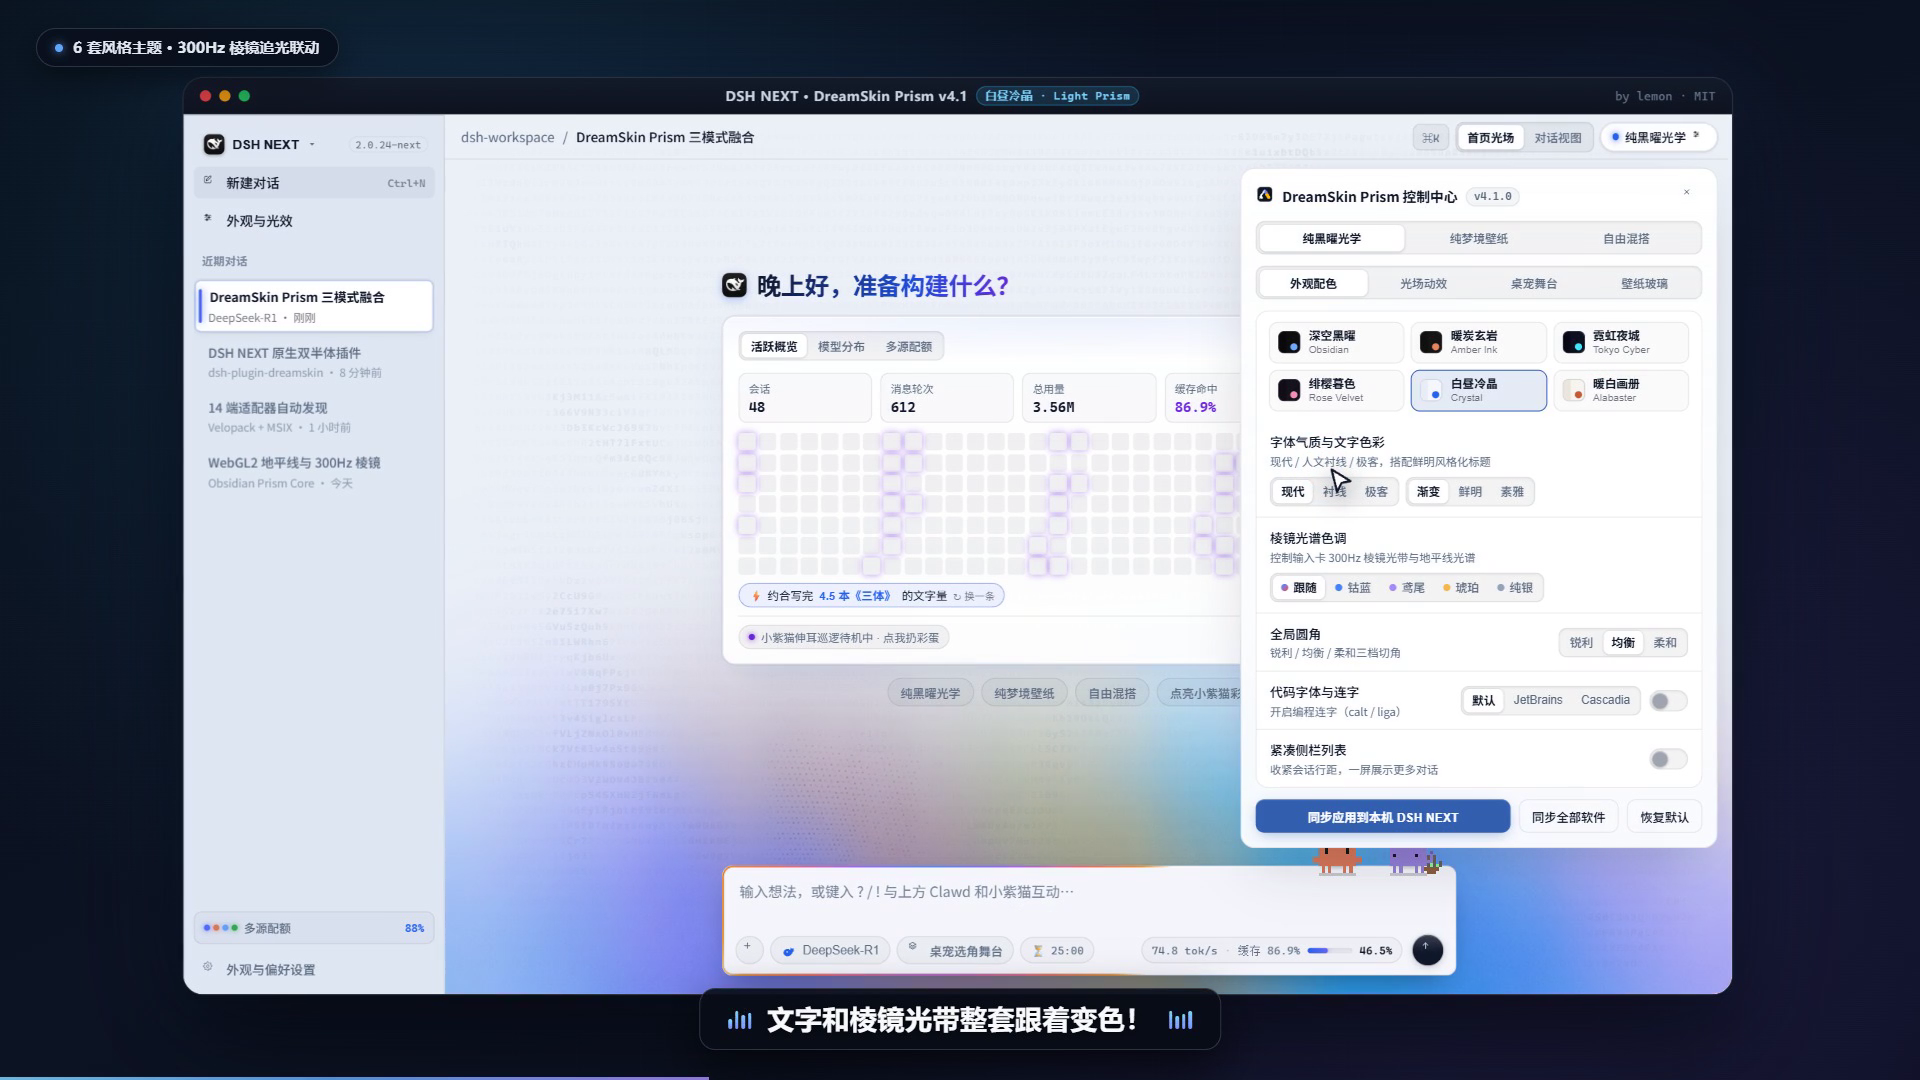 6 套风格主题 • 300Hz 棱镜追光联动
DSH NEXT • DreamSkin Prism v4.1
白昼冷晶 · Light Prism
by lemon · MIT
DSH NEXT
2.0.24-next
新建对话
Ctrl+N
外观与光效
近期对话
DreamSkin Prism 三模式融合
DeepSeek-R1 • 刚刚
DSH NEXT 原生双半体插件
dsh-plugin-dreamskin • 8 分钟前
14 端适配器自动发现
Velopack + MSIX • 1 小时前
WebGL2 地平线与 300Hz 棱镜
Obsidian Prism Core • 今天
多源配额
88%
外观与偏好设置
dsh-workspace / DreamSkin Prism 三模式融合
⌘K
首页光场
对话视图
纯黑曜光学
晚上好，准备构建什么？
活跃概览
模型分布
多源配额
会话
48
消息轮次
612
总用量
3.56M
缓存命中
86.9%
约合写完 4.5 本《三体》 的文字量 ↻ 换一条
小紫猫伸耳巡逻待机中 · 点我扔彩蛋
纯黑曜光学
纯梦境壁纸
自由混搭
点亮小紫猫彩
输入想法，或键入 ? / ! 与上方 Clawd 和小紫猫互动…
+
DeepSeek-R1
桌宠选角舞台
25:00
74.8 tok/s · 缓存 86.9%
46.5%
DreamSkin Prism 控制中心
v4.1.0
×
纯黑曜光学
纯梦境壁纸
自由混搭
外观配色
光场动效
桌宠舞台
壁纸玻璃
深空黑曜
Obsidian
暖炭玄岩
Amber Ink
霓虹夜城
Tokyo Cyber
绯樱暮色
Rose Velvet
白昼冷晶
Crystal
暖白画册
Alabaster
字体气质与文字色彩
现代 / 人文衬线 / 极客，搭配鲜明风格化标题
现代
衬线
极客
渐变
鲜明
素雅
棱镜光谱色调
控制输入卡 300Hz 棱镜光带与地平线光谱
跟随
钴蓝
鸢尾
琥珀
纯银
全局圆角
锐利 / 均衡 / 柔和三档切角
锐利
均衡
柔和
代码字体与连字
开启编程连字（calt / liga）
默认
JetBrains
Cascadia
紧凑侧栏列表
收紧会话行距，一屏展示更多对话
同步应用到本机 DSH NEXT
同步全部软件
恢复默认
文字和棱镜光带整套跟着变色！